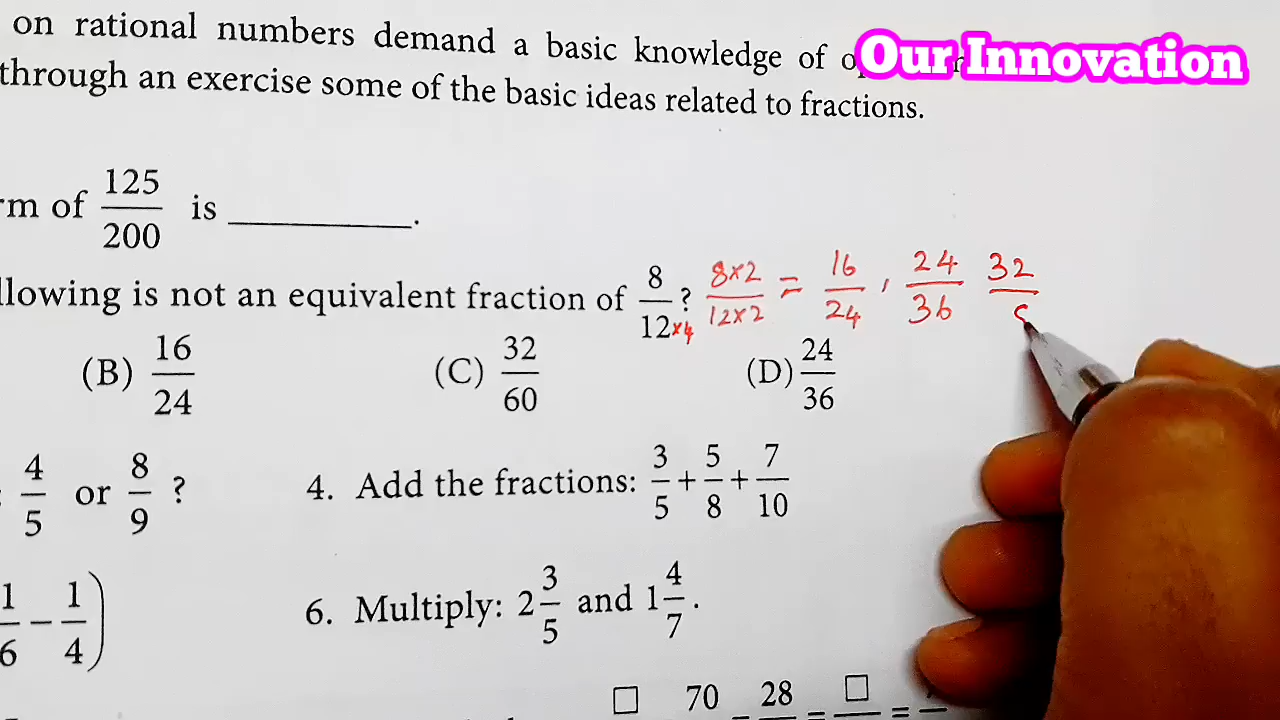 on rational numbers demand a basic knowledge of
Our Innovation
through an exercise some of the basic ideas related to fractions.
rm of 125/200 is ________.
llowing is not an equivalent fraction of 8/12 ? 8×2/12×2 = 16/24 , 24/36 32/
×4
(B) 16/24 (C) 32/60 (D) 24/36
4/5 or 8/9 ? 4. Add the fractions: 3/5 + 5/8 + 7/10
1/6 − 1/4) 6. Multiply: 2 3/5 and 1 4/7.
□ 70 28 □
= =